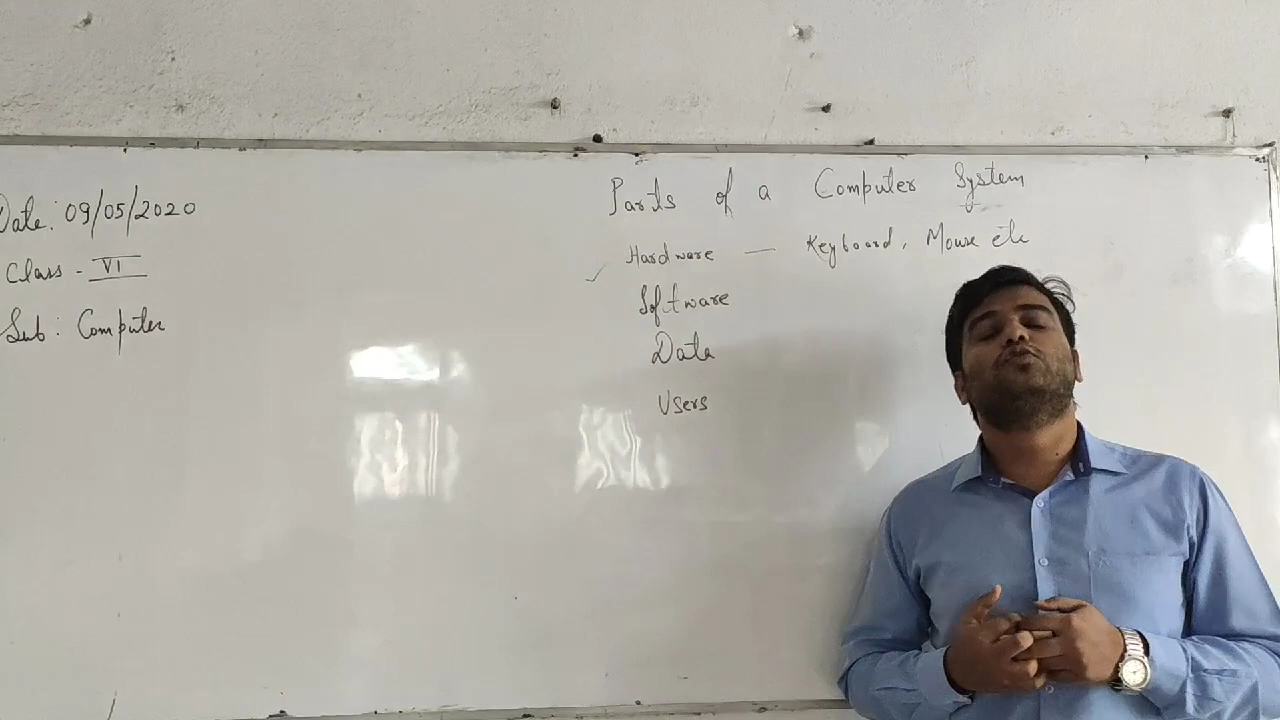 Date: 09/05/2020
Class - VI
Sub: Computer
Parts of a Computer System
Hardware — Keyboard, Mouse etc
✓ Software
Data
Users